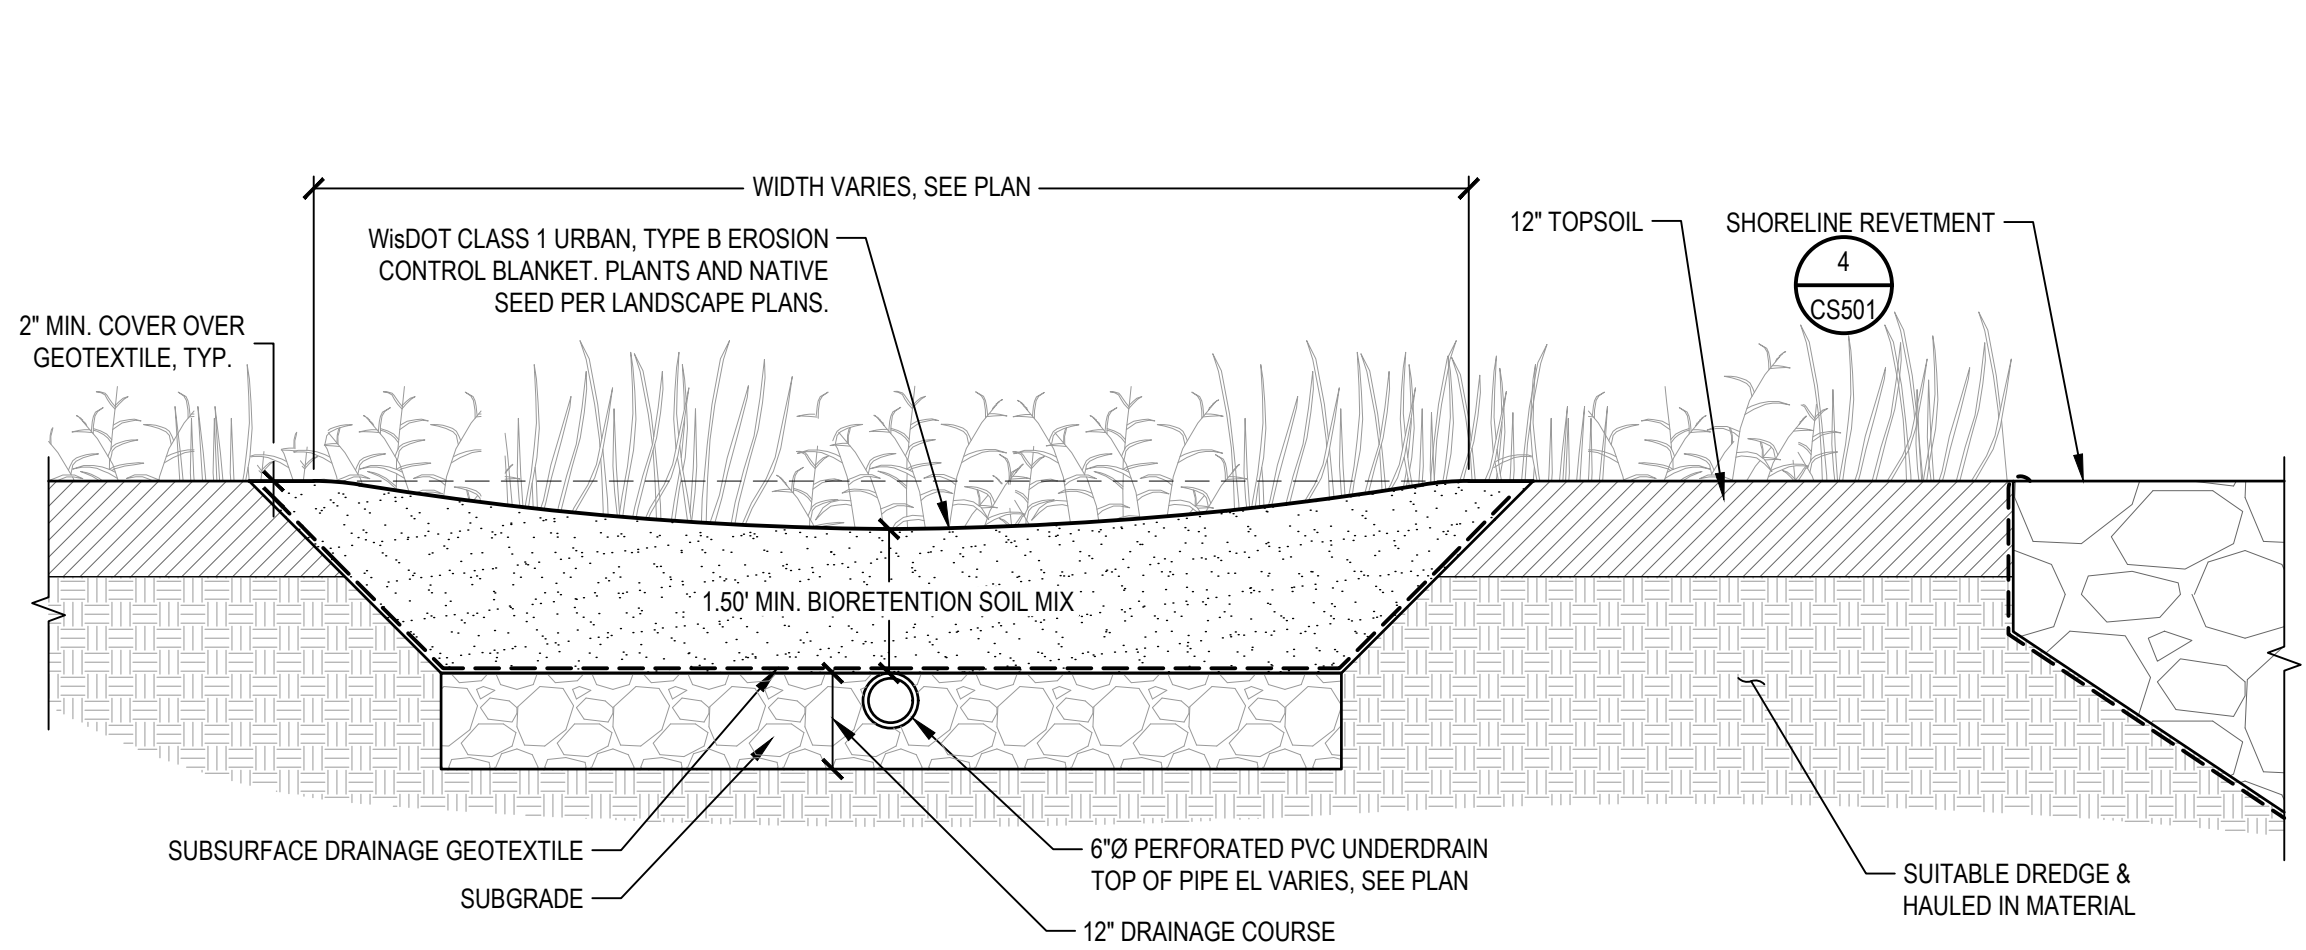 WIDTH VARIES, SEE PLAN
12" TOPSOIL
SHORELINE REVETMENT
4
CS501
WisDOT CLASS 1 URBAN, TYPE B EROSION
CONTROL BLANKET. PLANTS AND NATIVE
SEED PER LANDSCAPE PLANS.
2" MIN. COVER OVER
GEOTEXTILE, TYP.
1.50' MIN. BIORETENTION SOIL MIX
SUBSURFACE DRAINAGE GEOTEXTILE
SUBGRADE
6"Ø PERFORATED PVC UNDERDRAIN
TOP OF PIPE EL VARIES, SEE PLAN
12" DRAINAGE COURSE
SUITABLE DREDGE &
HAULED IN MATERIAL